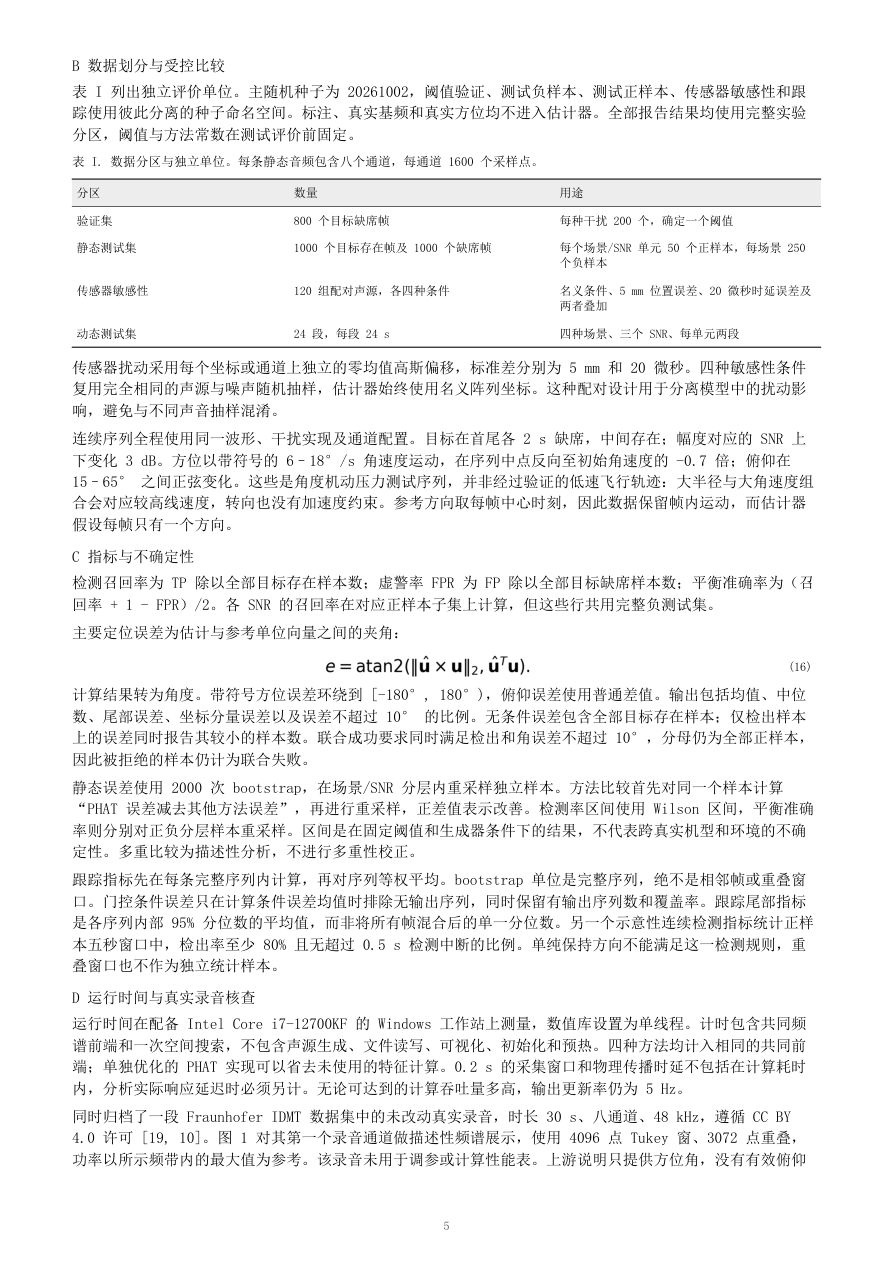 B 数据划分与受控比较
表 I 列出独立评价单位。主随机种子为 20261002，阈值验证、测试负样本、测试正样本、传感器敏感性和跟
踪使用彼此分离的种子命名空间。标注、真实基频和真实方位均不进入估计器。全部报告结果均使用完整实验
分区，阈值与方法常数在测试评价前固定。
表 I. 数据分区与独立单位。每条静态音频包含八个通道，每通道 1600 个采样点。
分区 数量 用途
验证集 800 个目标缺席帧 每种干扰 200 个，确定一个阈值
静态测试集 1000 个目标存在帧及 1000 个缺席帧 每个场景/SNR 单元 50 个正样本，每场景 250
个负样本
传感器敏感性 120 组配对声源，各四种条件 名义条件、5 mm 位置误差、20 微秒时延误差及
两者叠加
动态测试集 24 段，每段 24 s 四种场景、三个 SNR、每单元两段
传感器扰动采用每个坐标或通道上独立的零均值高斯偏移，标准差分别为 5 mm 和 20 微秒。四种敏感性条件
复用完全相同的声源与噪声随机抽样，估计器始终使用名义阵列坐标。这种配对设计用于分离模型中的扰动影
响，避免与不同声音抽样混淆。
连续序列全程使用同一波形、干扰实现及通道配置。目标在首尾各 2 s 缺席，中间存在；幅度对应的 SNR 上
下变化 3 dB。方位以带符号的 6–18°/s 角速度运动，在序列中点反向至初始角速度的 -0.7 倍；俯仰在
15–65° 之间正弦变化。这些是角度机动压力测试序列，并非经过验证的低速飞行轨迹：大半径与大角速度组
合会对应较高线速度，转向也没有加速度约束。参考方向取每帧中心时刻，因此数据保留帧内运动，而估计器
假设每帧只有一个方向。
C 指标与不确定性
检测召回率为 TP 除以全部目标存在样本数；虚警率 FPR 为 FP 除以全部目标缺席样本数；平衡准确率为（召
回率 + 1 - FPR）/2。各 SNR 的召回率在对应正样本子集上计算，但这些行共用完整负测试集。
主要定位误差为估计与参考单位向量之间的夹角：
e = atan2(‖û × u‖₂, ûᵀu). (16)
计算结果转为角度。带符号方位误差环绕到 [-180°, 180°)，俯仰误差使用普通差值。输出包括均值、中位
数、尾部误差、坐标分量误差以及误差不超过 10° 的比例。无条件误差包含全部目标存在样本；仅检出样本
上的误差同时报告其较小的样本数。联合成功要求同时满足检出和角误差不超过 10°，分母仍为全部正样本，
因此被拒绝的样本仍计为联合失败。
静态误差使用 2000 次 bootstrap，在场景/SNR 分层内重采样独立样本。方法比较首先对同一个样本计算
“PHAT 误差减去其他方法误差”，再进行重采样，正差值表示改善。检测率区间使用 Wilson 区间，平衡准确
率则分别对正负分层样本重采样。区间是在固定阈值和生成器条件下的结果，不代表跨真实机型和环境的不确
定性。多重比较为描述性分析，不进行多重性校正。
跟踪指标先在每条完整序列内计算，再对序列等权平均。bootstrap 单位是完整序列，绝不是相邻帧或重叠窗
口。门控条件误差只在计算条件误差均值时排除无输出序列，同时保留有输出序列数和覆盖率。跟踪尾部指标
是各序列内部 95% 分位数的平均值，而非将所有帧混合后的单一分位数。另一个示意性连续检测指标统计正样
本五秒窗口中，检出率至少 80% 且无超过 0.5 s 检测中断的比例。单纯保持方向不能满足这一检测规则，重
叠窗口也不作为独立统计样本。
D 运行时间与真实录音核查
运行时间在配备 Intel Core i7-12700KF 的 Windows 工作站上测量，数值库设置为单线程。计时包含共同频
谱前端和一次空间搜索，不包含声源生成、文件读写、可视化、初始化和预热。四种方法均计入相同的共同前
端；单独优化的 PHAT 实现可以省去未使用的特征计算。0.2 s 的采集窗口和物理传播时延不包括在计算耗时
内，分析实际响应延迟时必须另计。无论可达到的计算吞吐量多高，输出更新率仍为 5 Hz。
同时归档了一段 Fraunhofer IDMT 数据集中的未改动真实录音，时长 30 s、八通道、48 kHz，遵循 CC BY
4.0 许可 [19, 10]。图 1 对其第一个录音通道做描述性频谱展示，使用 4096 点 Tukey 窗、3072 点重叠，
功率以所示频带内的最大值为参考。该录音未用于调参或计算性能表。上游说明只提供方位角，没有有效俯仰
5